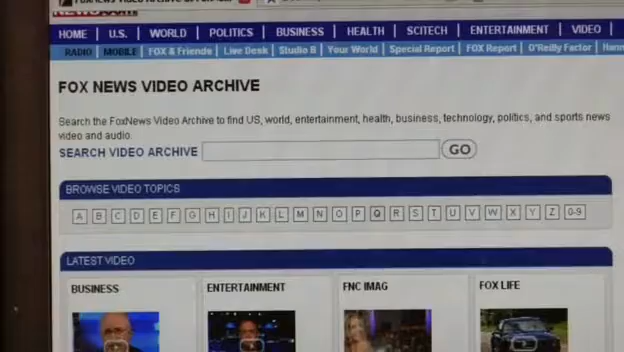 NEWS.com
HOME | U.S. | WORLD | POLITICS | BUSINESS | HEALTH | SCITECH | ENTERTAINMENT | VIDEO |
RADIO | MOBILE | FOX & Friends | Live Desk | Studio B | Your World | Special Report | FOX Report | O'Reilly Factor | Hann
FOX NEWS VIDEO ARCHIVE
Search the FoxNews Video Archive to find US, world, entertainment, health, business, technology, politics, and sports news
video and audio.
SEARCH VIDEO ARCHIVE GO
BROWSE VIDEO TOPICS
A B C D E F G H I J K L M N O P Q R S T U V W X Y Z 0-9
LATEST VIDEO
BUSINESS ENTERTAINMENT FNC IMAG FOX LIFE